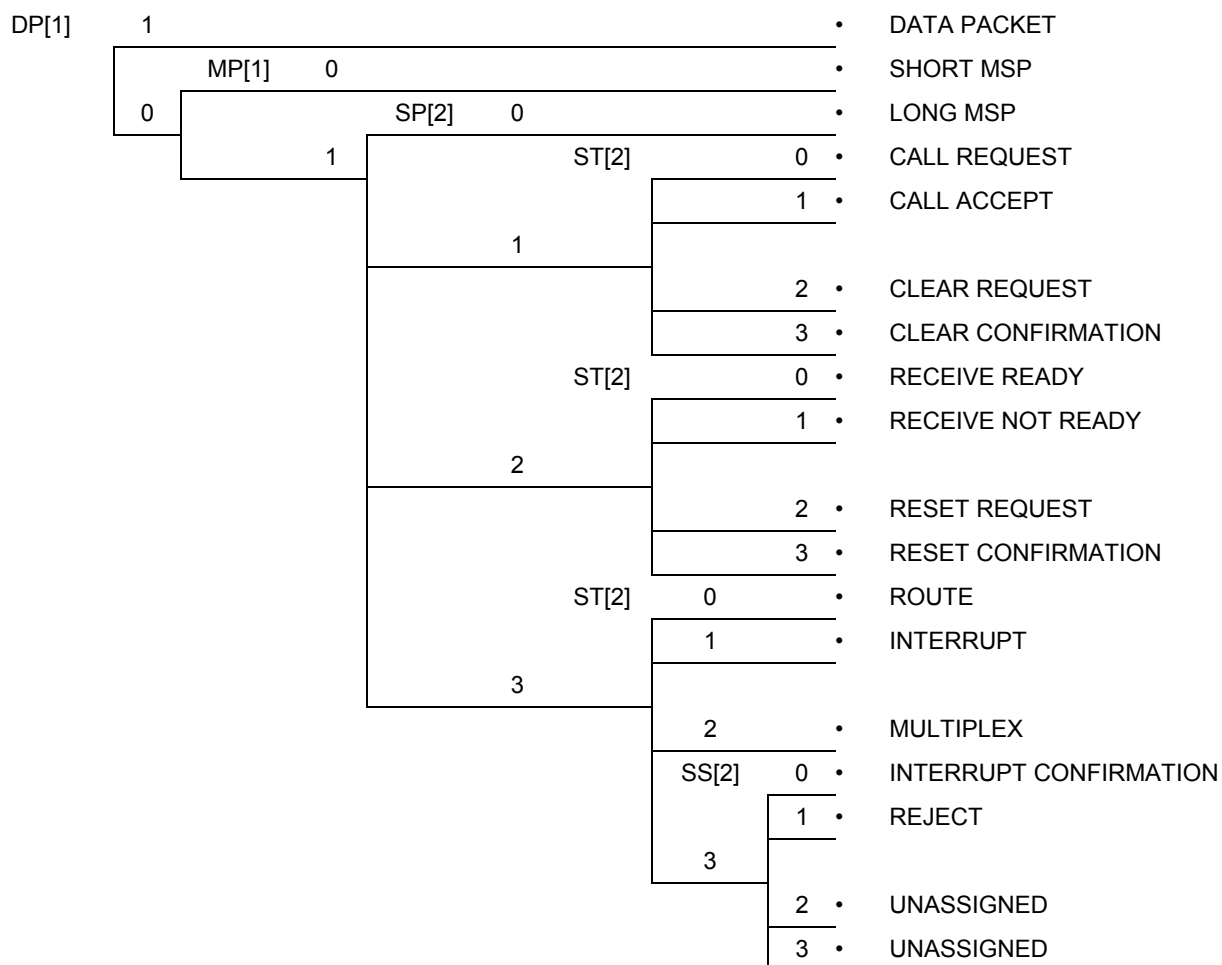 DP[1] 1 • DATA PACKET
MP[1] 0 • SHORT MSP
0 SP[2] 0 • LONG MSP
1 ST[2] 0 • CALL REQUEST
1 • CALL ACCEPT
1
2 • CLEAR REQUEST
3 • CLEAR CONFIRMATION
ST[2] 0 • RECEIVE READY
1 • RECEIVE NOT READY
2
2 • RESET REQUEST
3 • RESET CONFIRMATION
ST[2] 0 • ROUTE
1 • INTERRUPT
3
2 • MULTIPLEX
SS[2] 0 • INTERRUPT CONFIRMATION
1 • REJECT
3
2 • UNASSIGNED
3 • UNASSIGNED